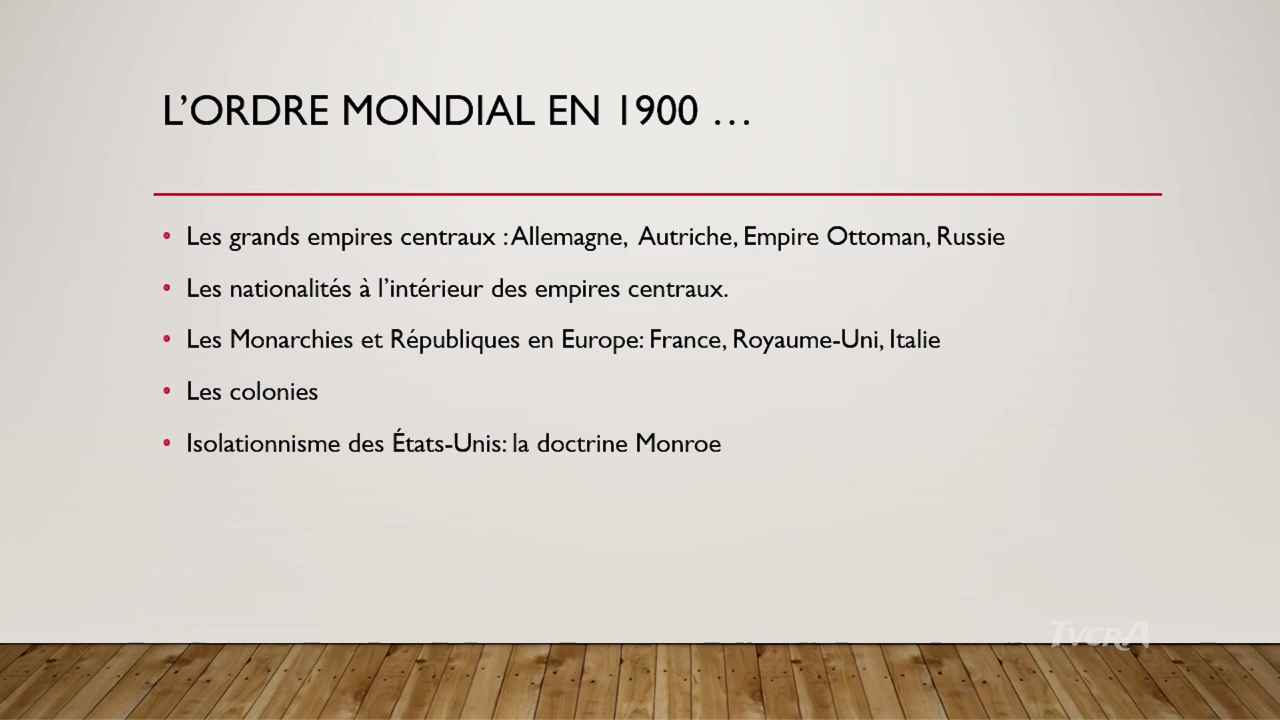 L'ORDRE MONDIAL EN 1900 …
• Les grands empires centraux : Allemagne, Autriche, Empire Ottoman, Russie
• Les nationalités à l'intérieur des empires centraux.
• Les Monarchies et Républiques en Europe: France, Royaume-Uni, Italie
• Les colonies
• Isolationnisme des États-Unis: la doctrine Monroe
TVCRA